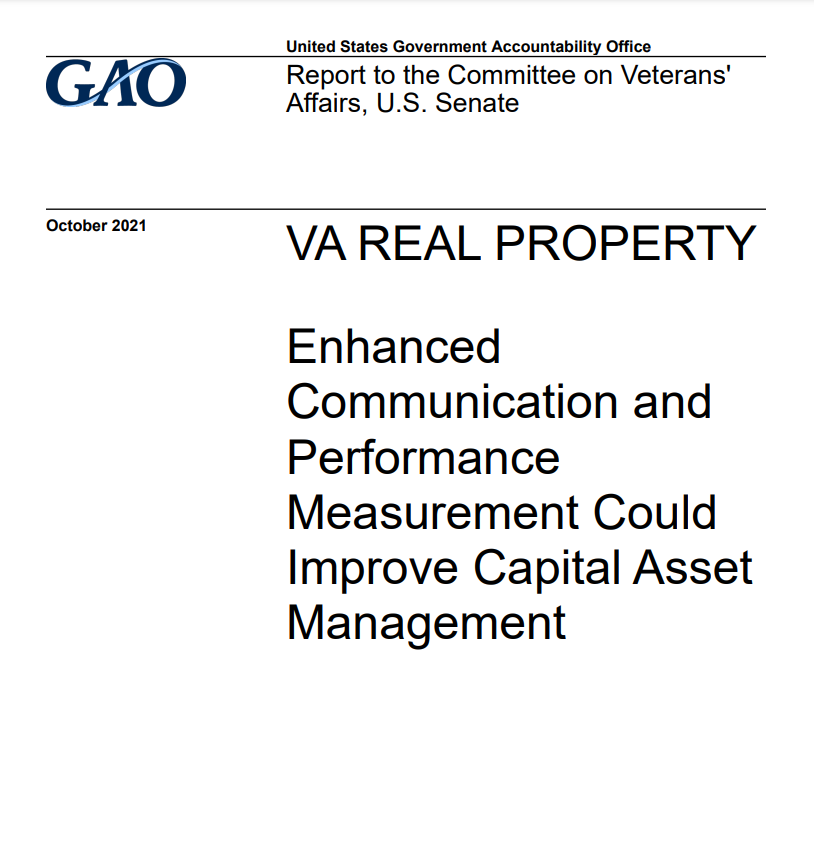 United States Government Accountability Office
GAO
Report to the Committee on Veterans'
Affairs, U.S. Senate
October 2021
VA REAL PROPERTY
Enhanced
Communication and
Performance
Measurement Could
Improve Capital Asset
Management